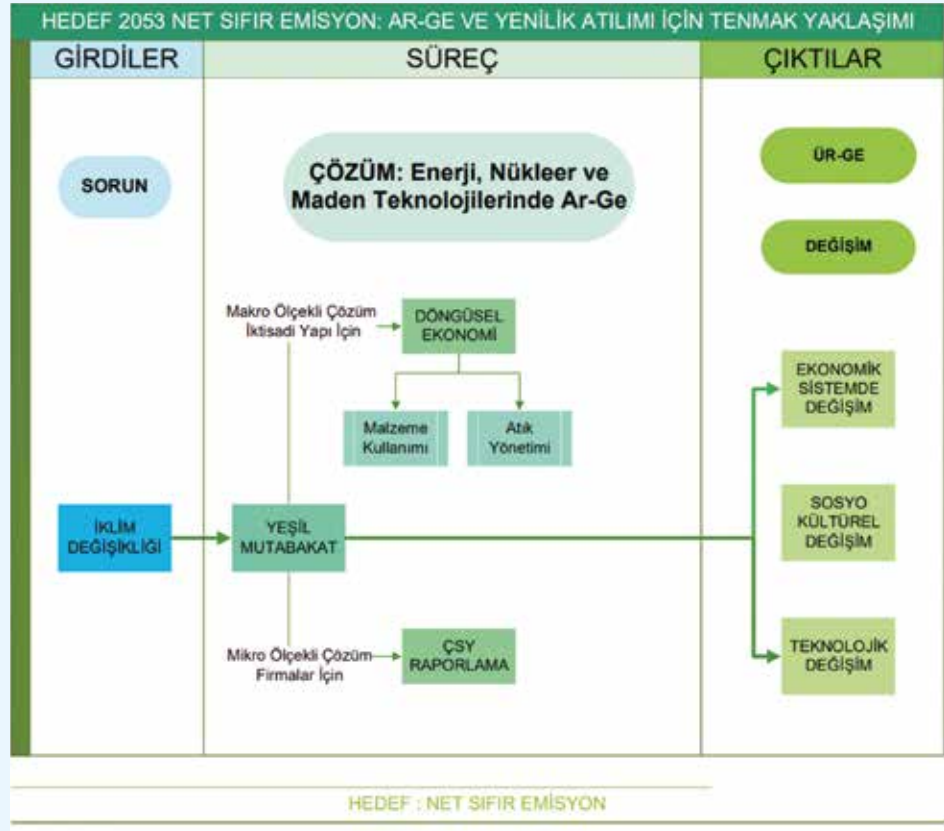 HEDEF 2053 NET SIFIR EMİSYON: AR-GE VE YENİLİK ATILIMI İÇİN TENMAK YAKLAŞIMI
GİRDİLER
SÜREÇ
ÇIKTILAR
SORUN
ÇÖZÜM: Enerji, Nükleer ve
Maden Teknolojilerinde Ar-Ge
ÜR-GE
DEĞİŞİM
Makro Ölçekli Çözüm
İktisadi Yapı İçin
DÖNGÜSEL
EKONOMİ
Malzeme
Kullanımı
Atık
Yönetimi
EKONOMİK
SİSTEMDE
DEĞİŞİM
İKLİM
DEĞİŞİKLİĞİ
YEŞİL
MUTABAKAT
SOSYO
KÜLTÜREL
DEĞİŞİM
Mikro Ölçekli Çözüm
Firmalar İçin
ÇSY
RAPORLAMA
TEKNOLOJİK
DEĞİŞİM
HEDEF : NET SIFIR EMİSYON